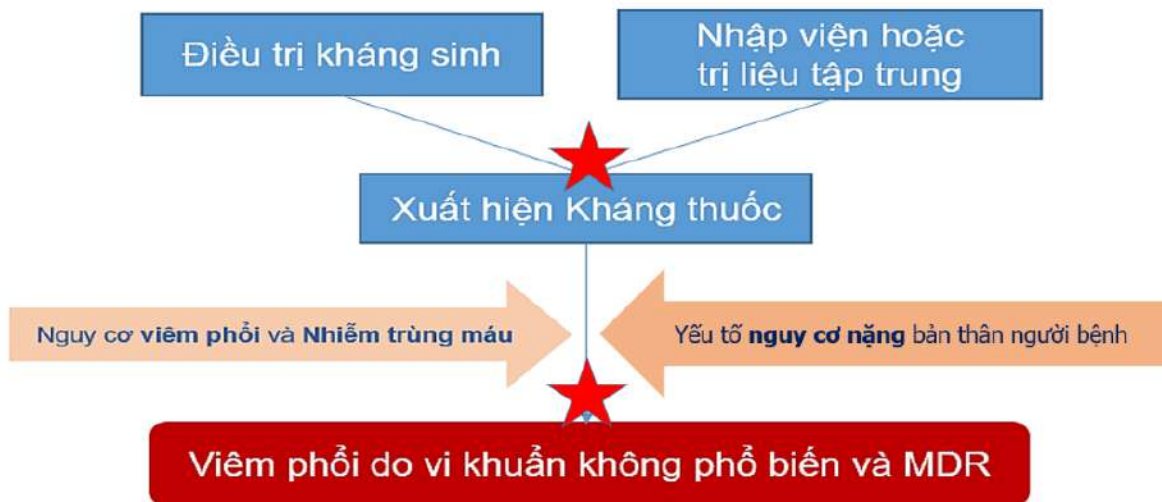 Điều trị kháng sinh
Nhập viện hoặc
trị liệu tập trung
Xuất hiện Kháng thuốc
Nguy cơ viêm phổi và Nhiễm trùng máu
Yếu tố nguy cơ nặng bản thân người bệnh
Viêm phổi do vi khuẩn không phổ biến và MDR